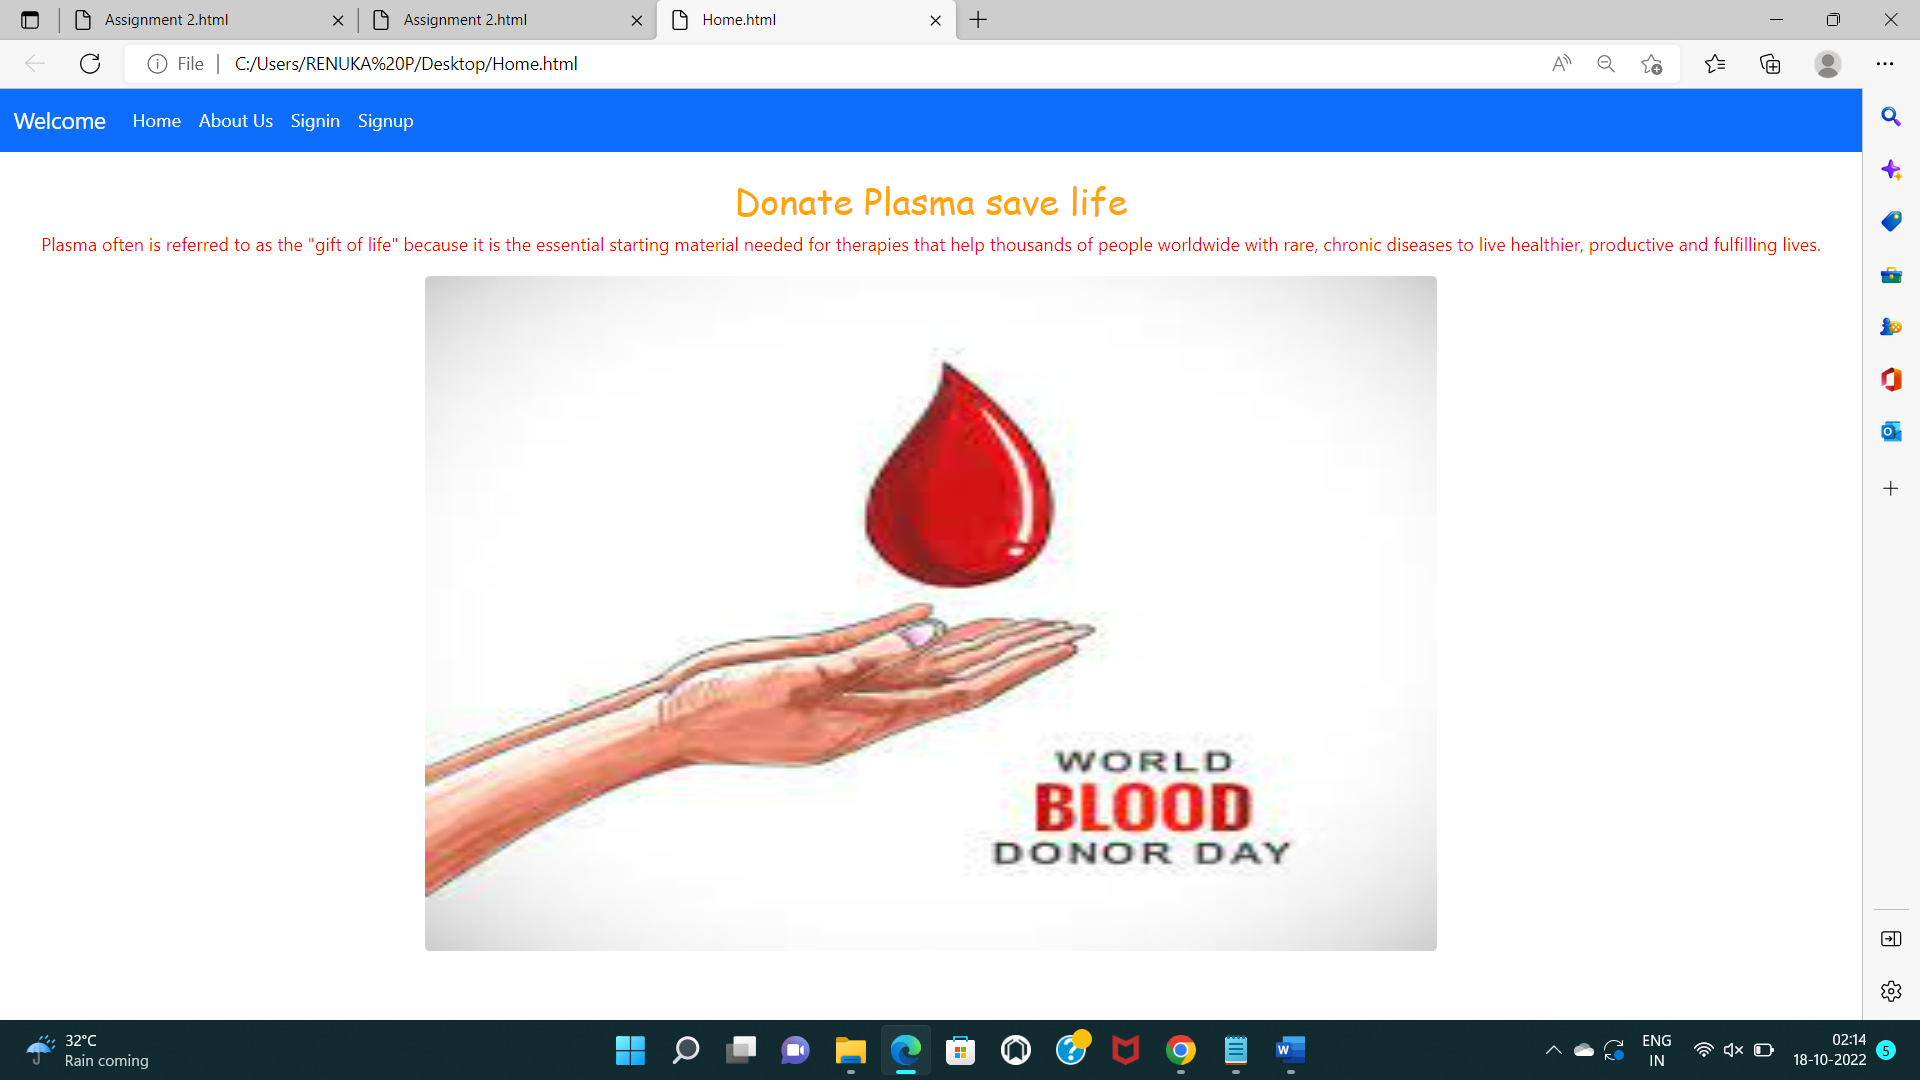 Assignment 2.html
Assignment 2.html
Home.html
File
C:/Users/RENUKA%20P/Desktop/Home.html
Welcome Home About Us Signin Signup
Donate Plasma save life
Plasma often is referred to as the "gift of life" because it is the essential starting material needed for therapies that help thousands of people worldwide with rare, chronic diseases to live healthier, productive and fulfilling lives.
WORLD
BLOOD
DONOR DAY
32°C
Rain coming
ENG
IN
02:14
18-10-2022
5